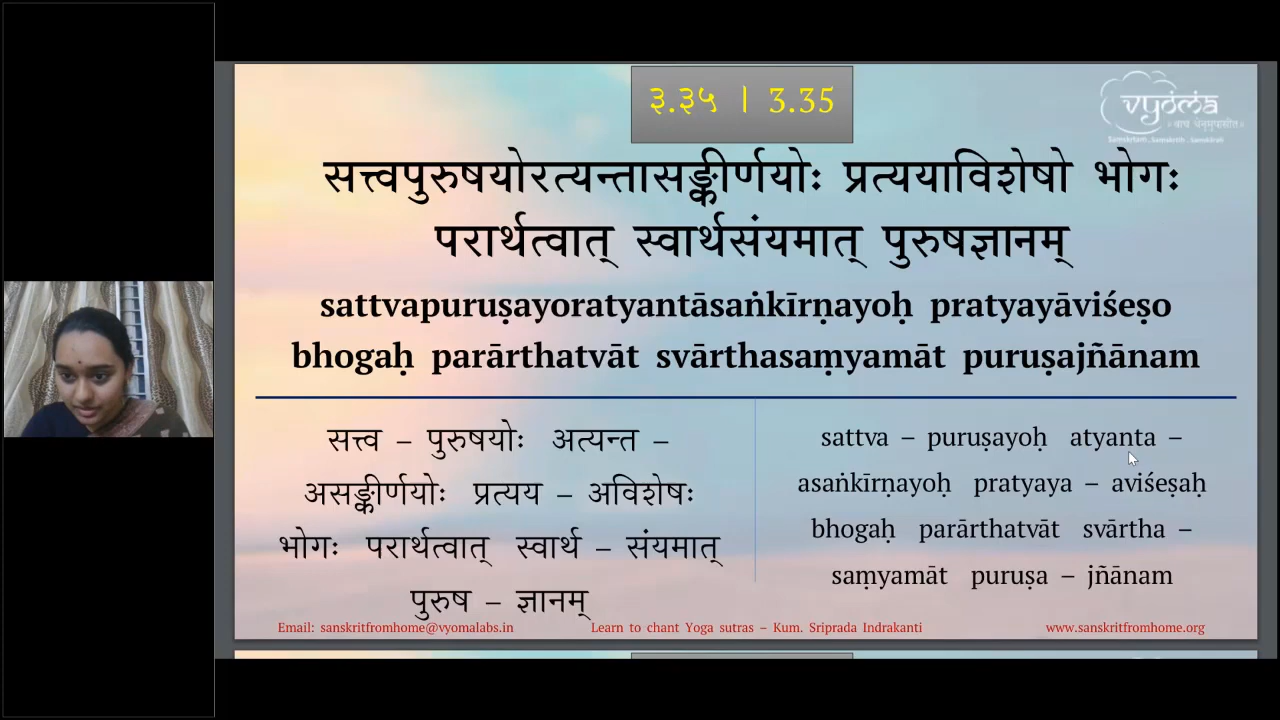 ३.३५ । 3.35
vyoma
सत्त्वपुरुषयोरत्यन्तासङ्कीर्णयोः प्रत्ययाविशेषो भोगः
परार्थत्वात् स्वार्थसंयमात् पुरुषज्ञानम्
sattvapuruṣayoratyantāsaṅkīrṇayoḥ pratyayāviśeṣo
bhogaḥ parārthatvāt svārthasaṃyamāt puruṣajñānam
सत्त्व – पुरुषयोः अत्यन्त –
असङ्कीर्णयोः प्रत्यय – अविशेषः
भोगः परार्थत्वात् स्वार्थ – संयमात्
पुरुष – ज्ञानम्
sattva – puruṣayoḥ atyanta –
asaṅkīrṇayoḥ pratyaya – aviśeṣaḥ
bhogaḥ parārthatvāt svārtha –
saṃyamāt puruṣa – jñānam
Email: sanskritfromhome@vyomalabs.in Learn to chant Yoga sutras – Kum. Sriprada Indrakanti www.sanskritfromhome.org